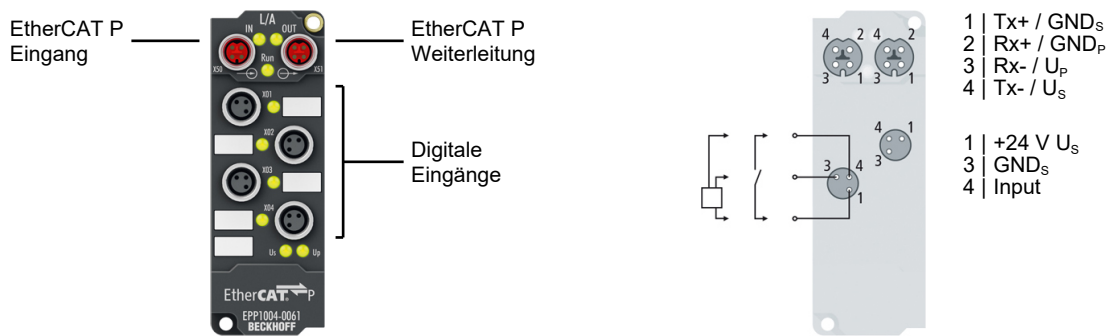 EtherCAT P
Eingang
L/A
IN
OUT
EtherCAT P
Weiterleitung
X50
Run
X51
X01
X02
X03
X04
Us
Up
Digitale
Eingänge
EtherCAT® P
EPP1004-0061
BECKHOFF
4 2 4 2
3 1 3 1
1 | Tx+ / GNDS
2 | Rx+ / GNDP
3 | Rx- / UP
4 | Tx- / US
4 1
3
3 4
1
1 | +24 V US
3 | GNDS
4 | Input